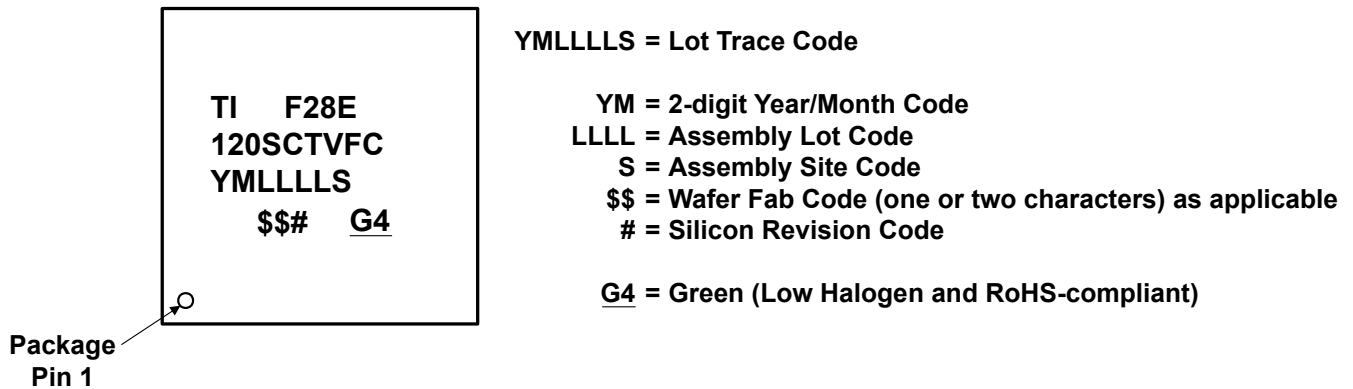 TI F28E
120SCTVFC
YMLLLLS
$$# G4
Package
Pin 1
YMLLLLS = Lot Trace Code
YM = 2-digit Year/Month Code
LLLL = Assembly Lot Code
S = Assembly Site Code
$$ = Wafer Fab Code (one or two characters) as applicable
# = Silicon Revision Code
G4 = Green (Low Halogen and RoHS-compliant)